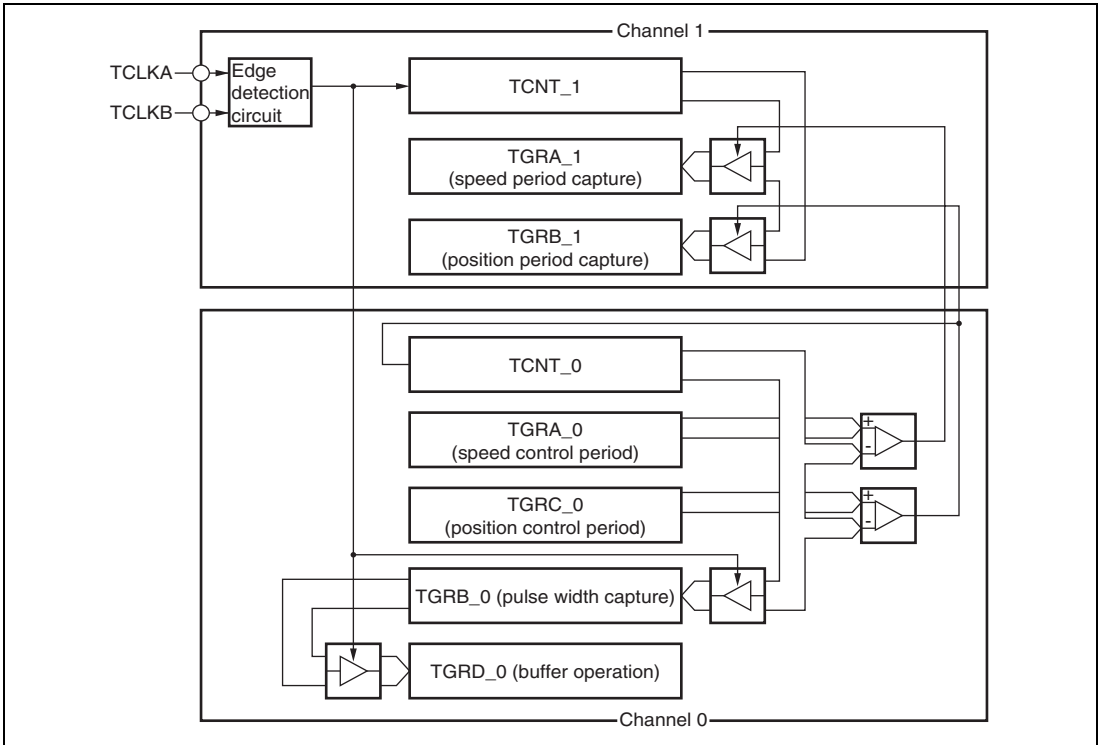 Channel 1
TCLKA
TCLKB
Edge
detection
circuit
TCNT_1
TGRA_1
(speed period capture)
TGRB_1
(position period capture)
TCNT_0
TGRA_0
(speed control period)
TGRC_0
(position control period)
+
-
+
-
TGRB_0 (pulse width capture)
TGRD_0 (buffer operation)
Channel 0